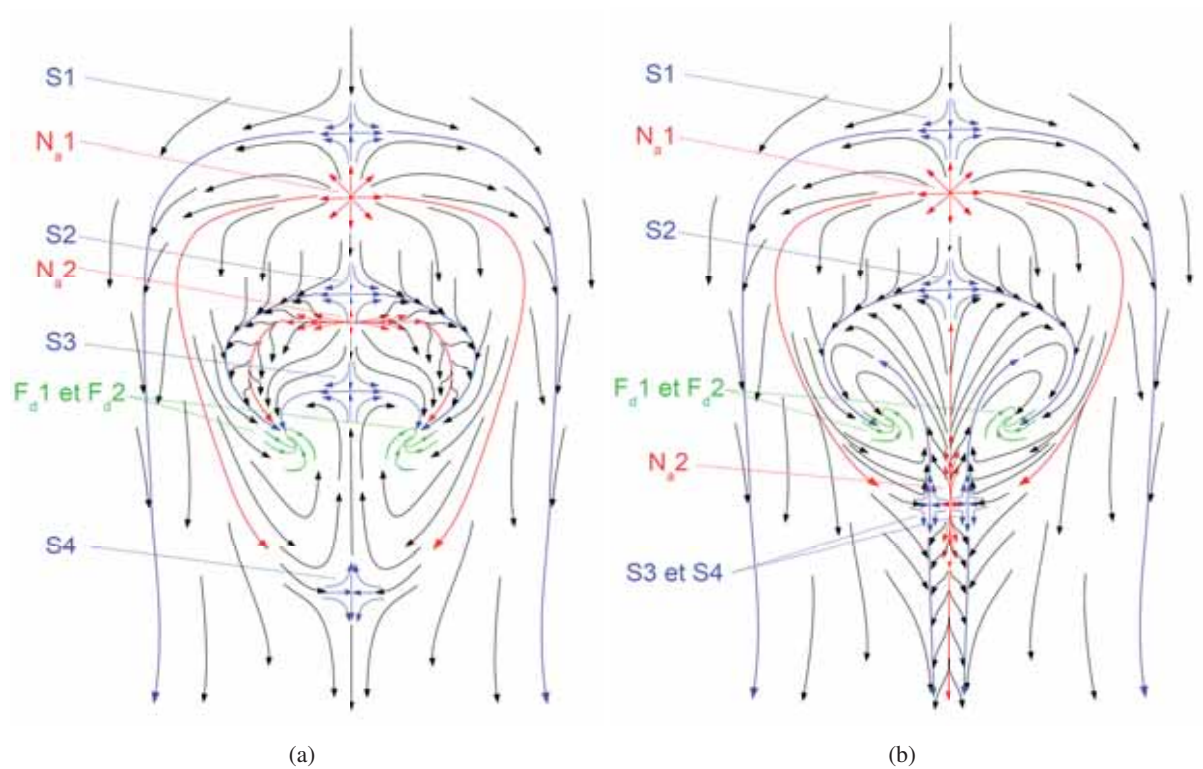 S1
Na1
S2
Na2
S3
Fd1 et Fd2
S4
(a)
S1
Na1
S2
Fd1 et Fd2
Na2
S3 et S4
(b)